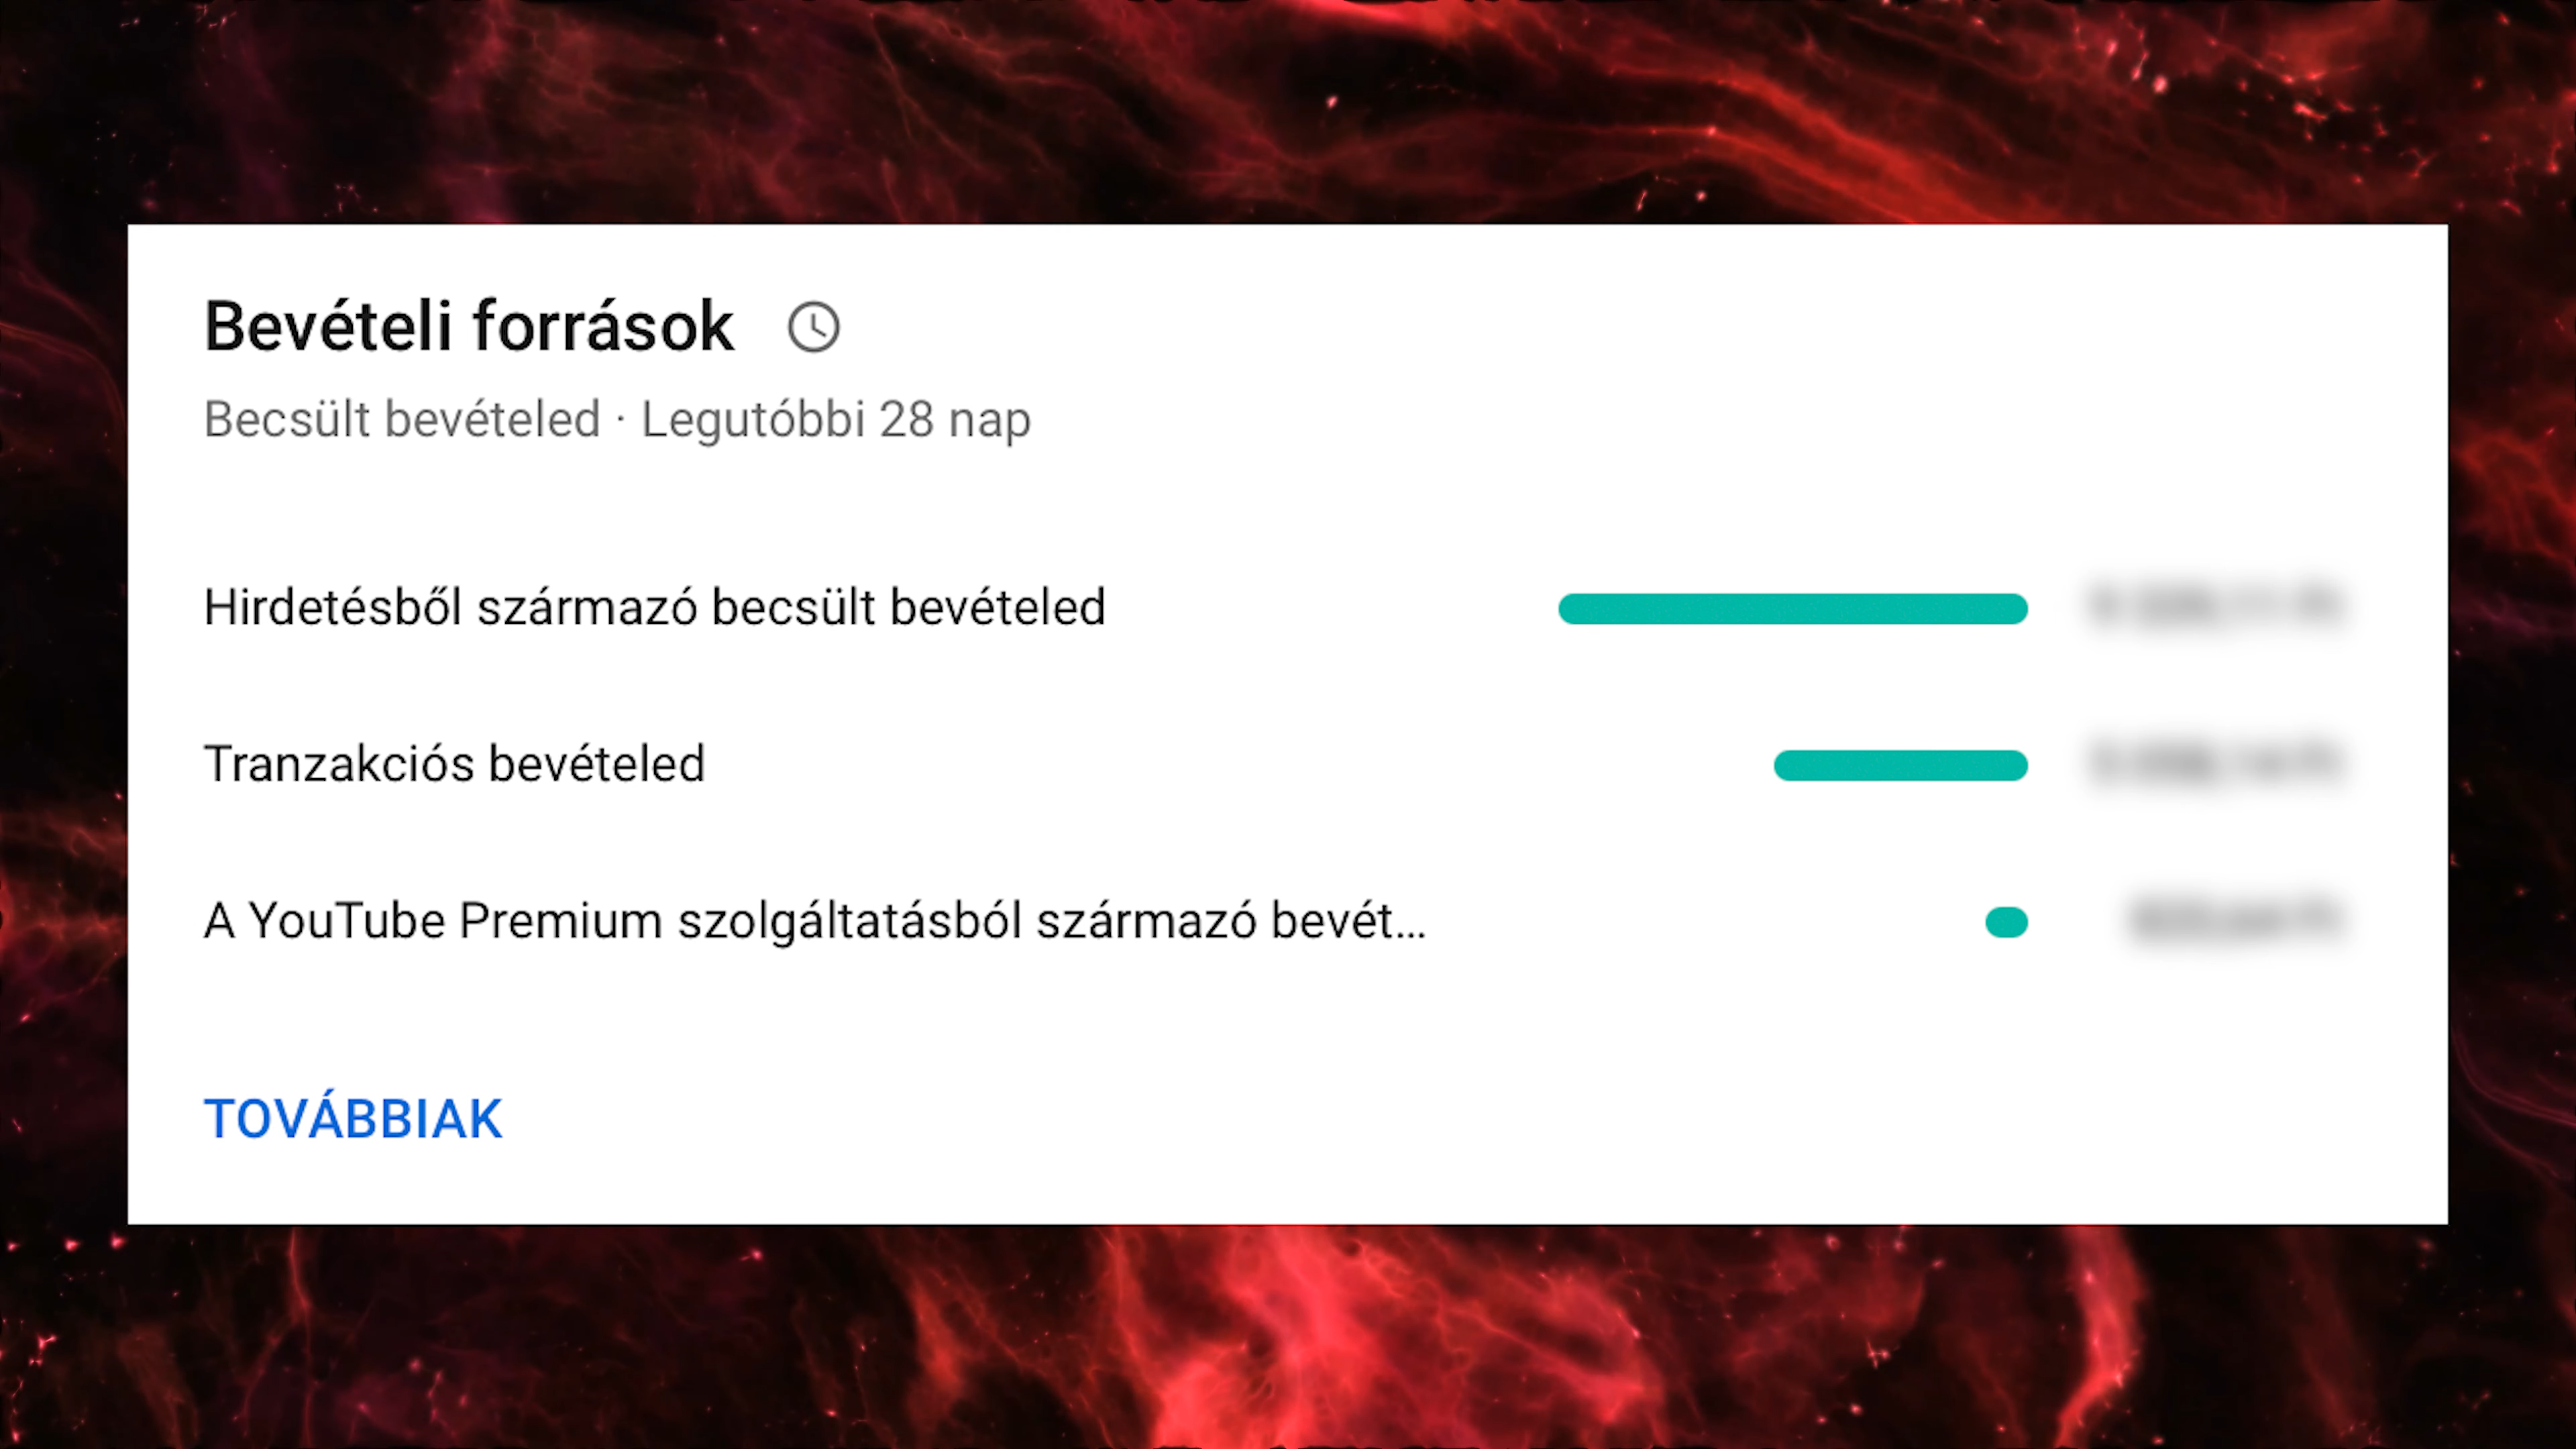 Bevételi források
Becsült bevételed · Legutóbbi 28 nap
Hirdetésből származó becsült bevételed
Tranzakciós bevételed
A YouTube Premium szolgáltatásból származó bevét...
TOVÁBBIAK